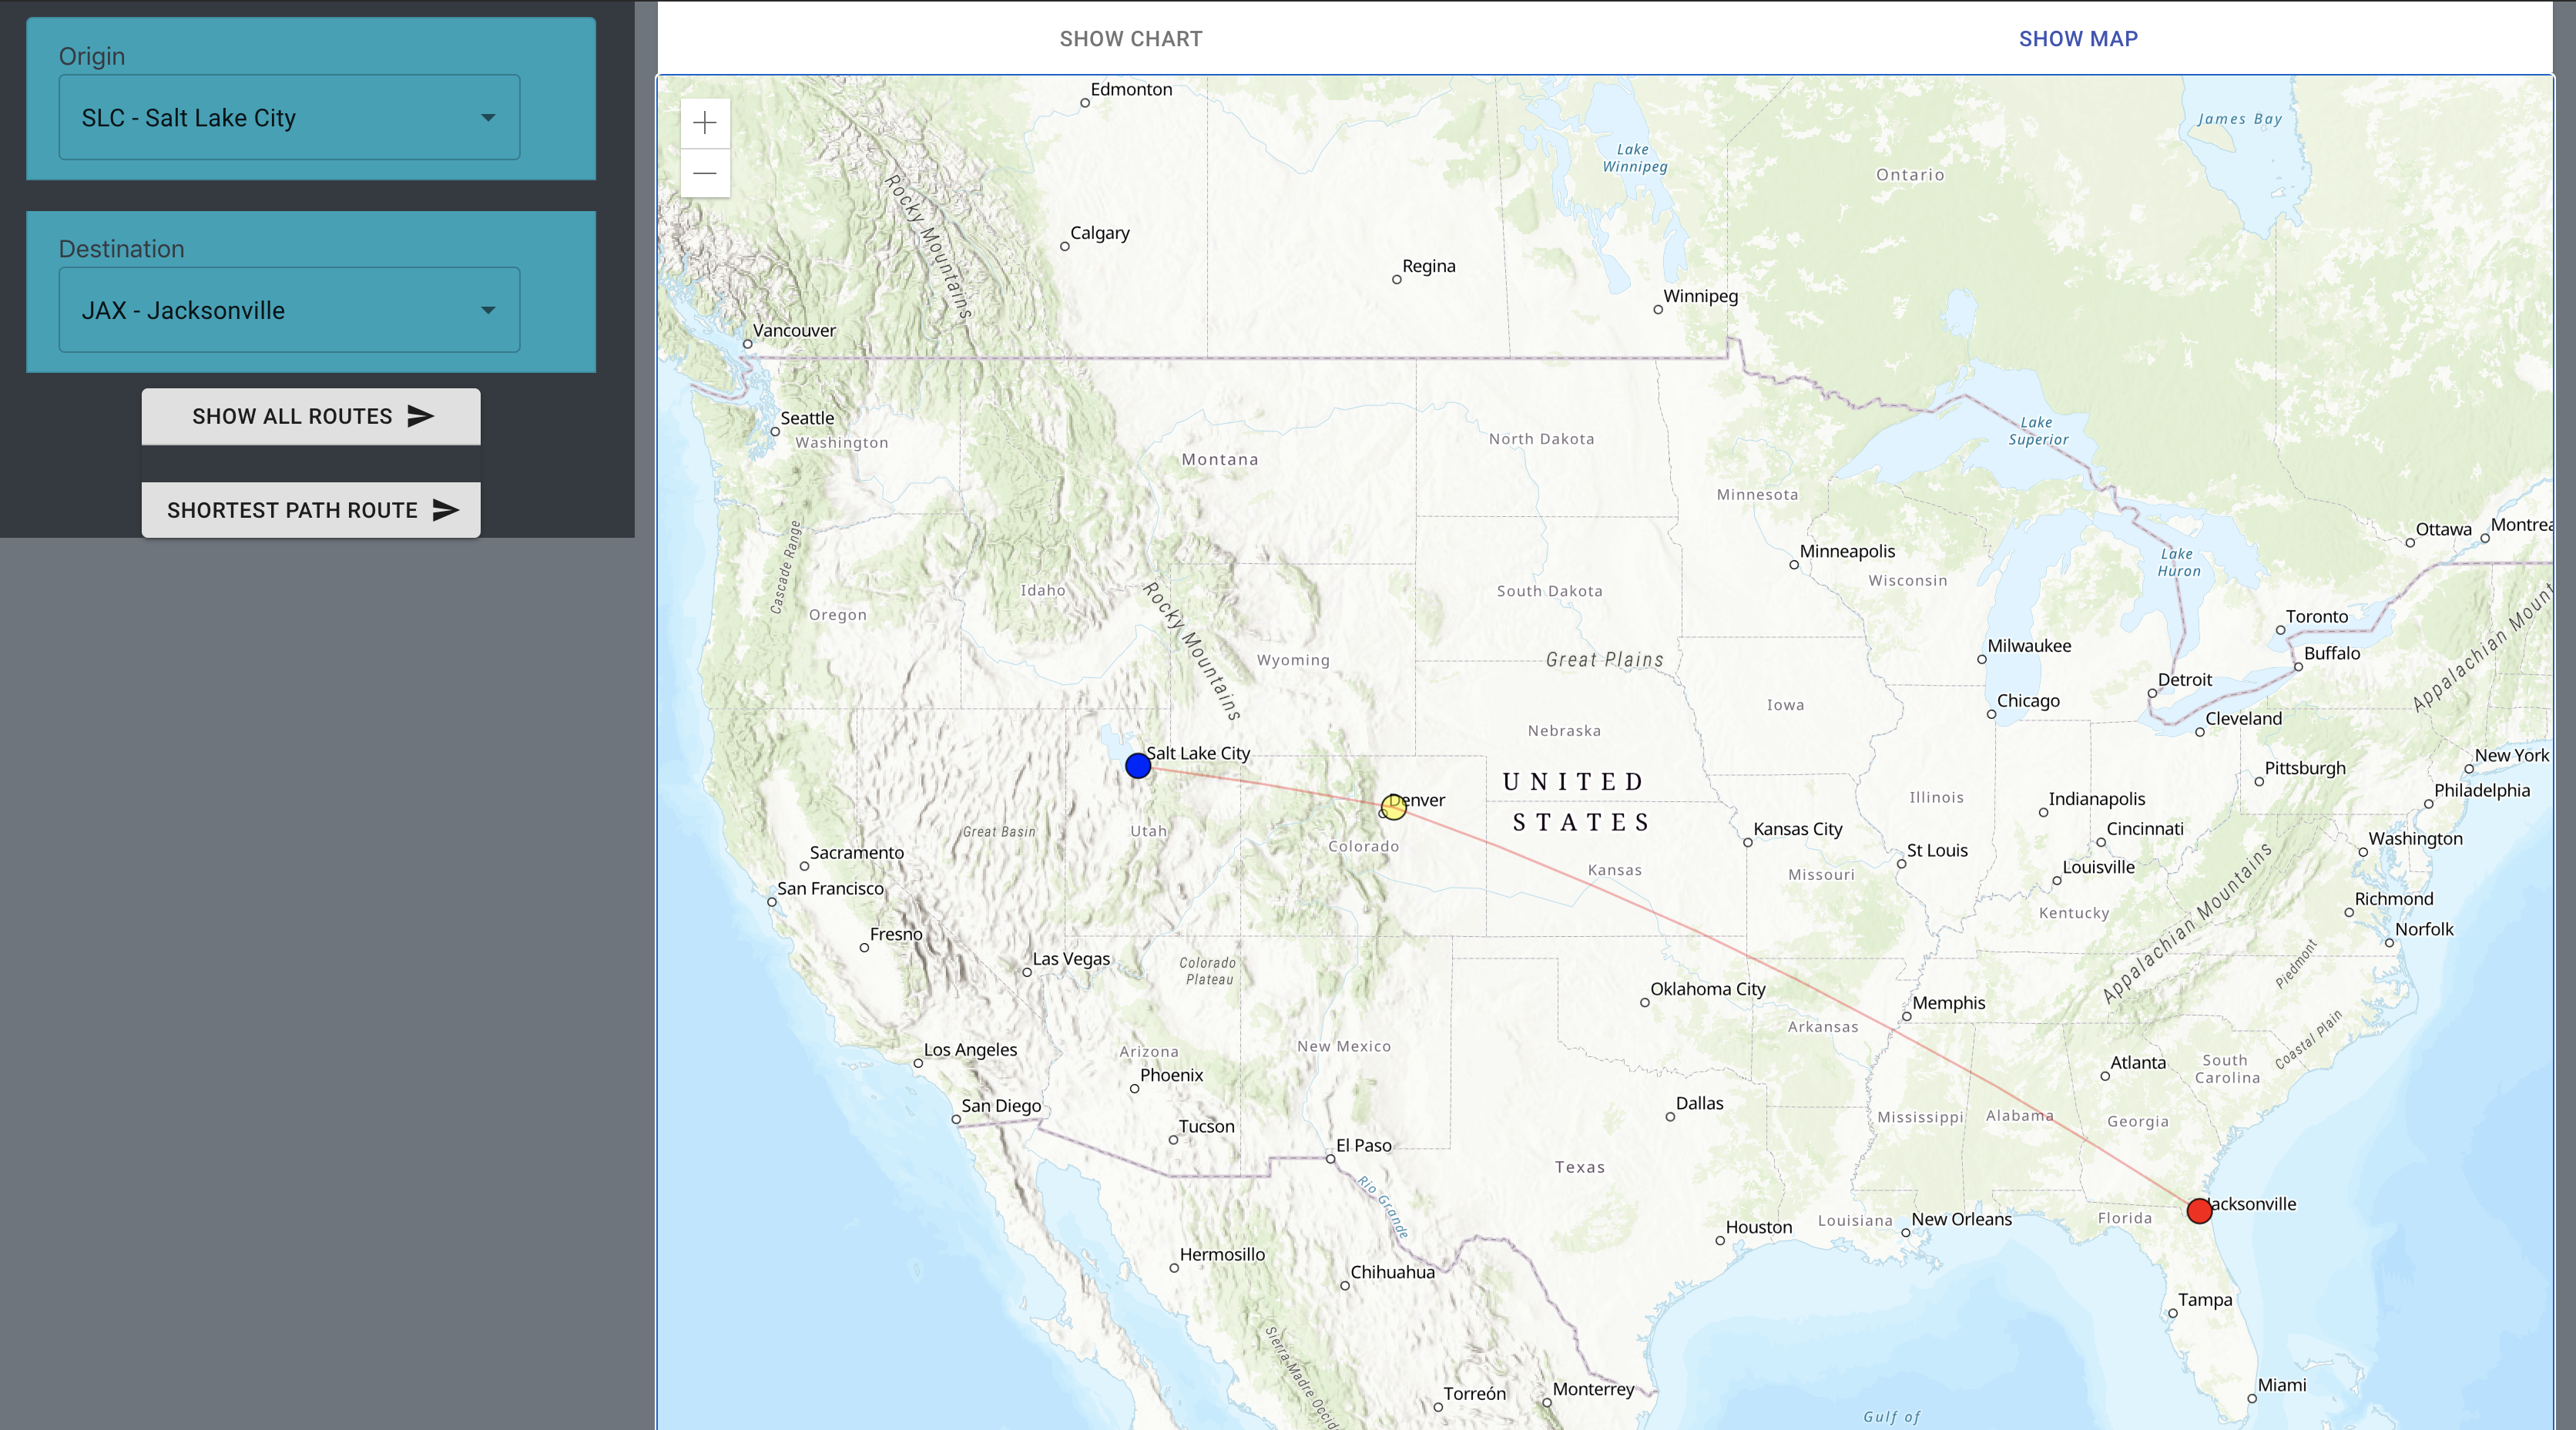 Origin
SLC - Salt Lake City
Destination
JAX - Jacksonville
SHOW ALL ROUTES
SHORTEST PATH ROUTE
SHOW CHART
SHOW MAP
Edmonton
James Bay
Lake
Winnipeg
Ontario
Rocky Mountains
Calgary
Regina
Winnipeg
Vancouver
Seattle
Washington
Montana
North Dakota
Lake
Superior
Minnesota
Cascade Range
Ottawa
Montrea
Minneapolis
Lake
Huron
Wisconsin
Idaho
South Dakota
Oregon
Rocky Mountains
Toronto
Appalachian Mount
Milwaukee
Buffalo
Wyoming
Great Plains
Detroit
Chicago
Iowa
Cleveland
Nebraska
Salt Lake City
New York
Pittsburgh
UNITED
STATES
Philadelphia
Denver
Illinois
Indianapolis
Great Basin
Utah
Kansas City
Cincinnati
Washington
Colorado
Sacramento
St Louis
Kansas
Missouri
Louisville
San Francisco
Richmond
Kentucky
Appalachian Mountains
Fresno
Norfolk
Las Vegas
Colorado
Plateau
Piedmont
Oklahoma City
Memphis
Arkansas
Coastal Plain
Los Angeles
Arizona
New Mexico
Atlanta
South
Carolina
Phoenix
San Diego
Dallas
Mississippi
Alabama
Georgia
Tucson
El Paso
Texas
Rio Grande
Jacksonville
Houston
Louisiana
New Orleans
Florida
Hermosillo
Chihuahua
Tampa
Sierra Madre Occid
Torreón
Monterrey
Miami
Gulf of